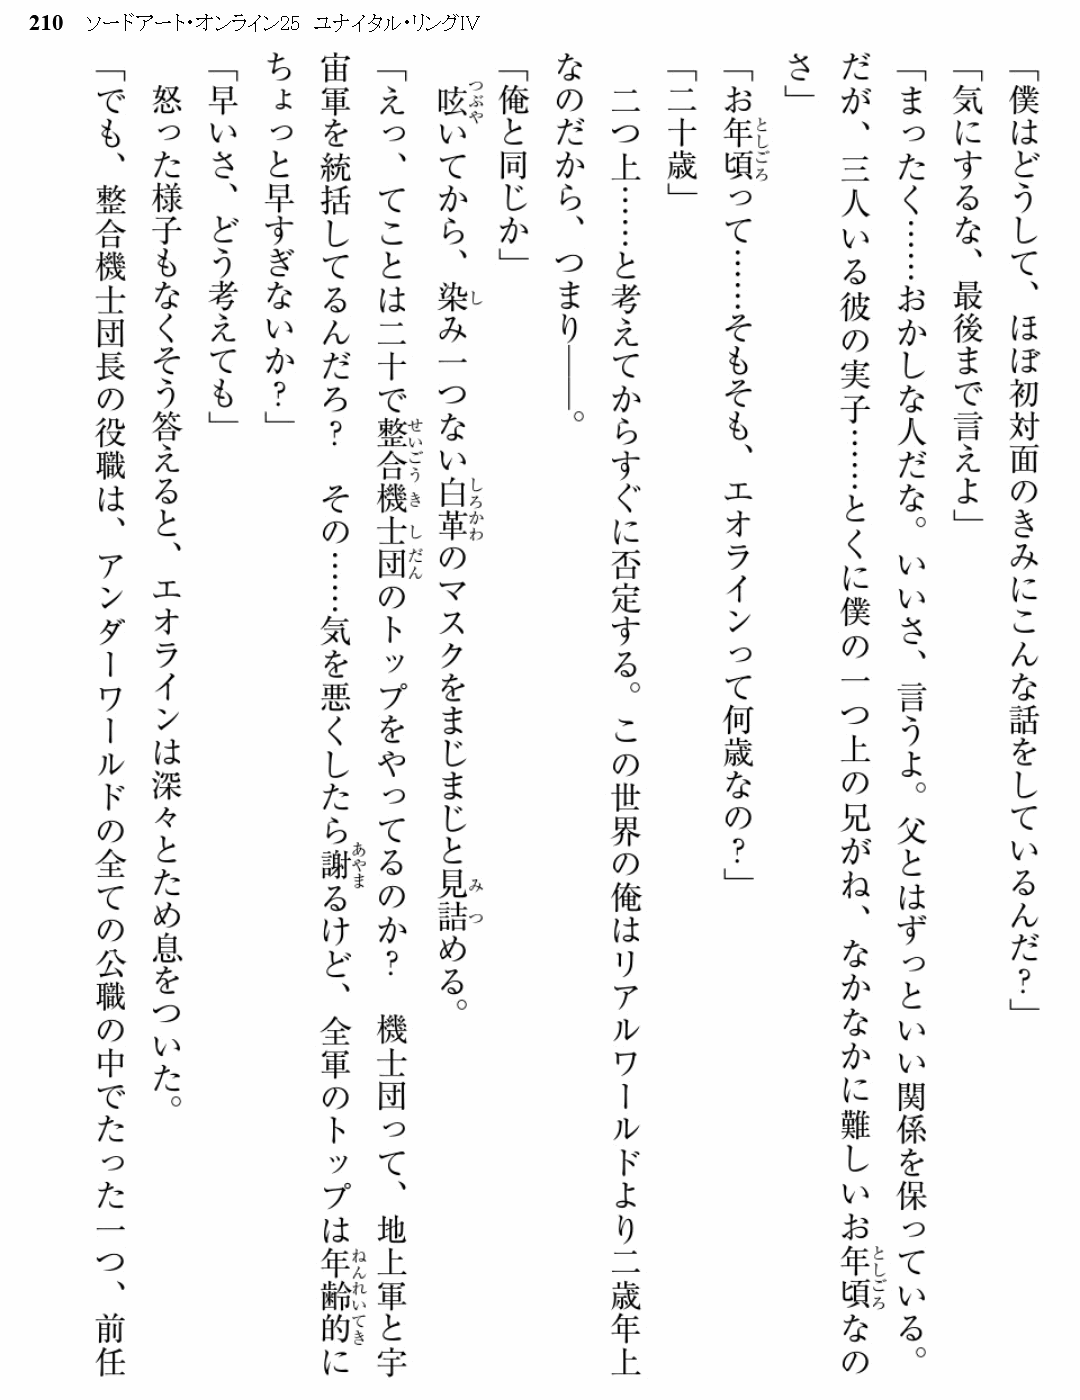 210 ソードアート・オンライン25 ユナイタル・リングⅣ
「僕はどうして、ほぼ初対面のきみにこんな話をしているんだ？」
「気にするな、最後まで言えよ」
「まったく……おかしな人だな。いいさ、言うよ。父とはずっといい関係を保っている。
だが、三人いる彼の実子……とくに僕の一つ上の兄がね、なかなかに難しいお年頃なの
さ」
「お年頃って……そもそも、エオラインって何歳なの？」
「二十歳」
　二つ上……と考えてからすぐに否定する。この世界の俺はリアルワールドより二歳年上
なのだから、つまり――。
「俺と同じか」
　呟いてから、染み一つない白革のマスクをまじまじと見詰める。
「えっ、てことは二十で整合機士団のトップをやってるのか？　機士団って、地上軍と宇
宙軍を統括してるんだろ？　その……気を悪くしたら謝るけど、全軍のトップは年齢的に
ちょっと早すぎないか？」
「早いさ、どう考えても」
　怒った様子もなくそう答えると、エオラインは深々とため息をついた。
「でも、整合機士団長の役職は、アンダーワールドの全ての公職の中でたった一つ、前任